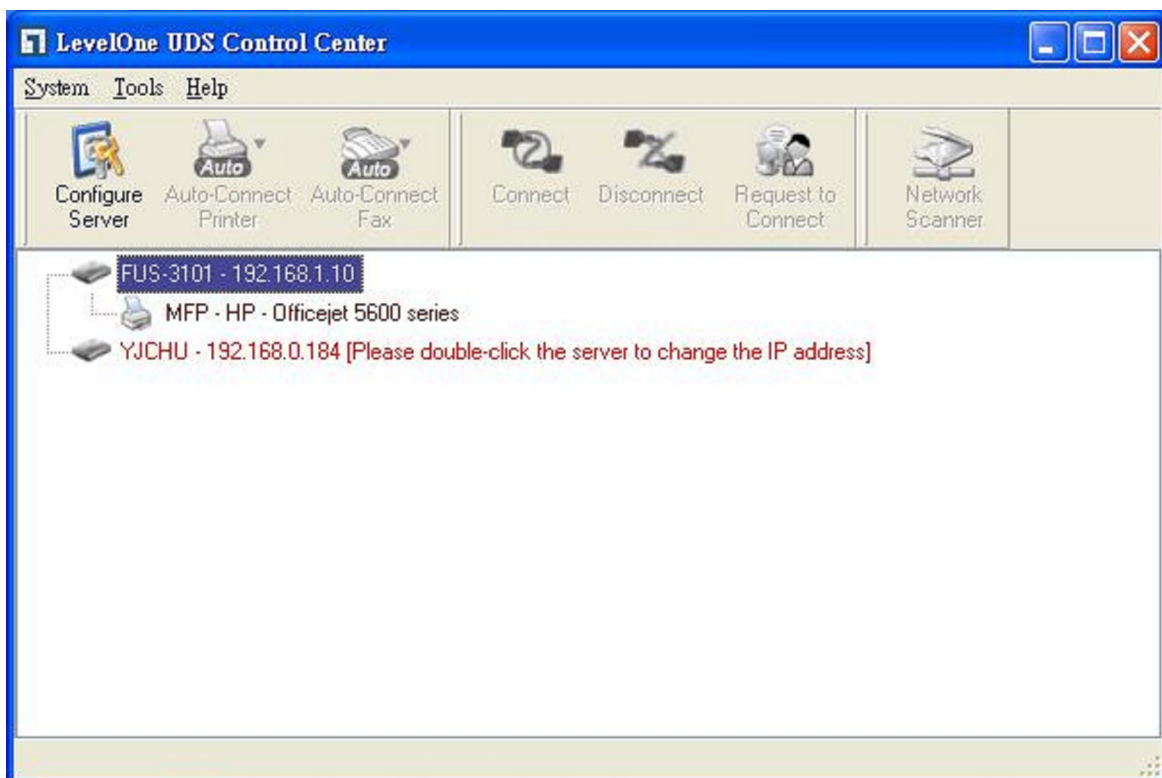 LevelOne UDS Control Center
System Tools Help
Configure Server
Auto
Auto-Connect Printer
Auto
Auto-Connect Fax
Connect
Disconnect
Request to Connect
Network Scanner
FUS-3101 - 192.168.1.10
MFP - HP - Officejet 5600 series
YJCHU - 192.168.0.184 [Please double-click the server to change the IP address]